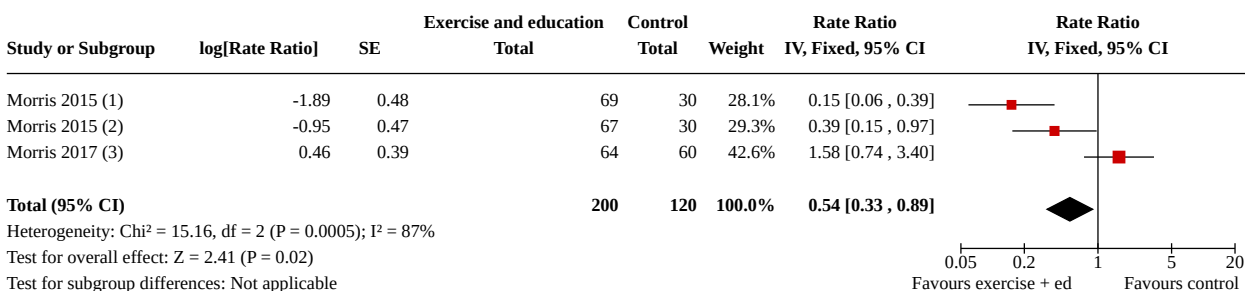 Exercise and education Control Rate Ratio Rate Ratio
Study or Subgroup log[Rate Ratio] SE Total Total Weight IV, Fixed, 95% CI IV, Fixed, 95% CI
Morris 2015 (1) -1.89 0.48 69 30 28.1% 0.15 [0.06 , 0.39]
Morris 2015 (2) -0.95 0.47 67 30 29.3% 0.39 [0.15 , 0.97]
Morris 2017 (3) 0.46 0.39 64 60 42.6% 1.58 [0.74 , 3.40]
Total (95% CI) 200 120 100.0% 0.54 [0.33 , 0.89]
Heterogeneity: Chi² = 15.16, df = 2 (P = 0.0005); I² = 87%
Test for overall effect: Z = 2.41 (P = 0.02) 0.05 0.2 1 5 20
Test for subgroup differences: Not applicable Favours exercise + ed Favours control